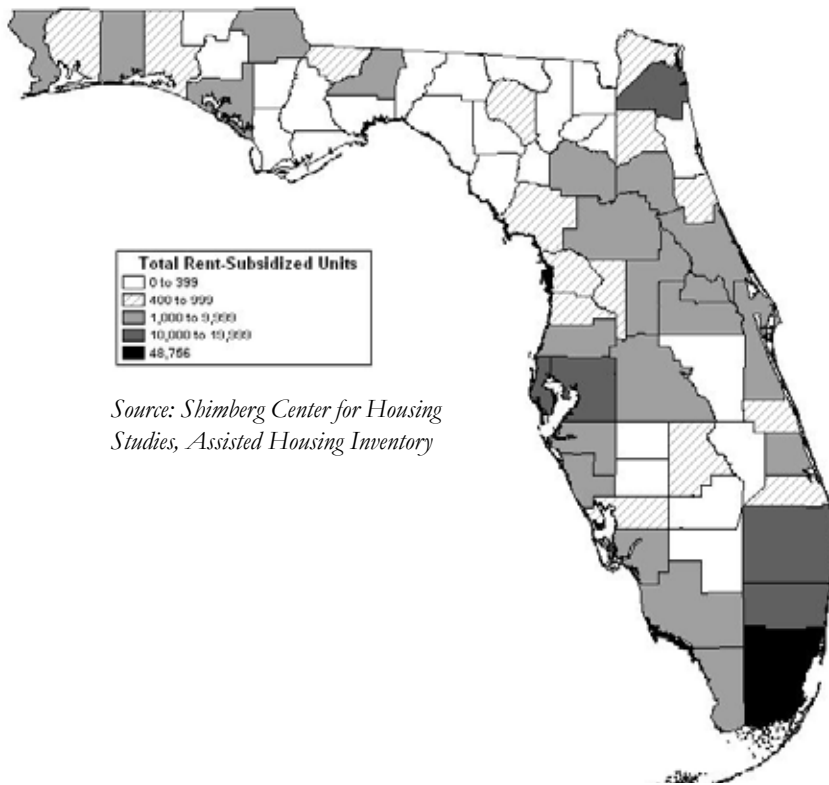 Total Rent-Subsidized Units
0 to 399
400 to 999
1,000 to 9,999
10,000 to 19,999
48,756
Source: Shimberg Center for Housing
Studies, Assisted Housing Inventory